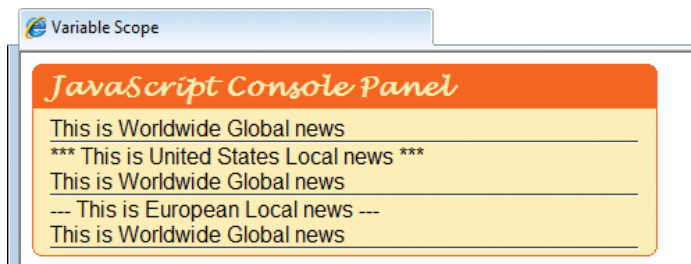 Variable Scope
JavaScript Console Panel
This is Worldwide Global news
*** This is United States Local news ***
This is Worldwide Global news
--- This is European Local news ---
This is Worldwide Global news